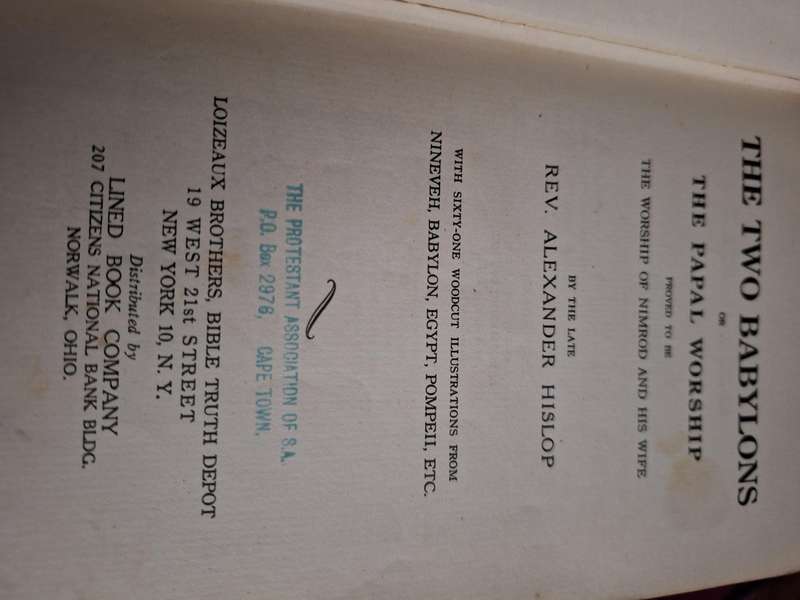 THE TWO BABYLONS
OR
THE PAPAL WORSHIP
PROVED TO BE
THE WORSHIP OF NIMROD AND HIS WIFE
BY THE LATE
REV. ALEXANDER HISLOP
WITH SIXTY-ONE WOODCUT ILLUSTRATIONS FROM
NINEVEH, BABYLON, EGYPT, POMPEII, ETC.
THE PROTESTANT ASSOCIATION OF S.A.
P.O. Box 2976, CAPE TOWN.
LOIZEAUX BROTHERS, BIBLE TRUTH DEPOT
19 WEST 21st STREET
NEW YORK 10, N. Y.
Distributed by
LINED BOOK COMPANY
207 CITIZENS NATIONAL BANK BLDG.
NORWALK, OHIO.